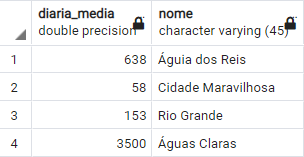 diaria_media nome
double precision character varying (45)
1 638 Águia dos Reis
2 58 Cidade Maravilhosa
3 153 Rio Grande
4 3500 Águas Claras